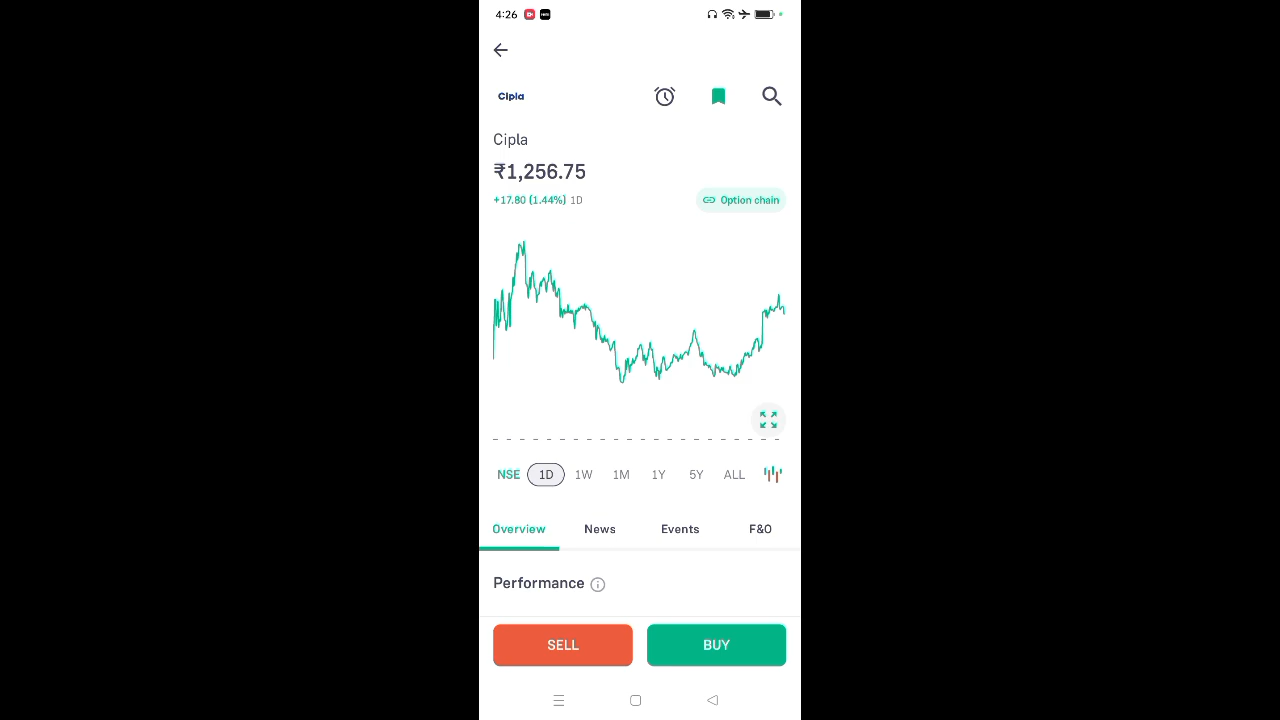 4:26
Cipla
Cipla
₹1,256.75
+17.80 (1.44%) 1D
Option chain
NSE 1D 1W 1M 1Y 5Y ALL
Overview News Events F&O
Performance
SELL BUY